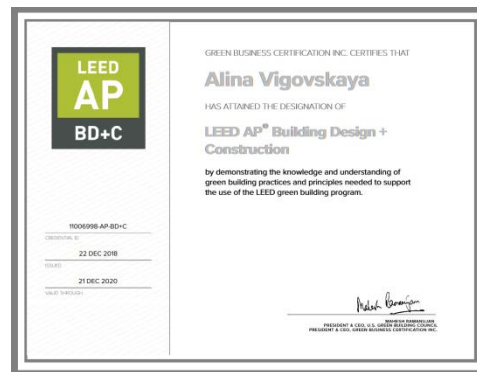 LEED
AP
BD+C
11006998-AP-BD+C
CREDENTIAL ID
22 DEC 2018
ISSUED
21 DEC 2020
VALID THROUGH
GREEN BUSINESS CERTIFICATION INC. CERTIFIES THAT
Alina Vigovskaya
HAS ATTAINED THE DESIGNATION OF
LEED AP® Building Design +
Construction
by demonstrating the knowledge and understanding of
green building practices and principles needed to support
the use of the LEED green building program.
MAHESH RAMANUJAM
PRESIDENT & CEO, U.S. GREEN BUILDING COUNCIL
PRESIDENT & CEO, GREEN BUSINESS CERTIFICATION INC.